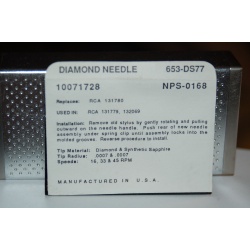 DIAMOND NEEDLE 653-DS77
10071728 NPS-0168
Replaces: RCA 131780
USED IN: RCA 131779, 132069
Installation: Remove old stylus by gently rotating and pulling
outward on the needle handle. Push rear of new needle
assembly under spring clip until assembly locks into the
molded grooves. Reverse procedure to install.
Tip Material: Diamond & Synthetic Sapphire
Tip Radius: .0007 & .0027
Speeds: 16, 33 & 45 RPM
MANUFACTURED IN U.S.A.